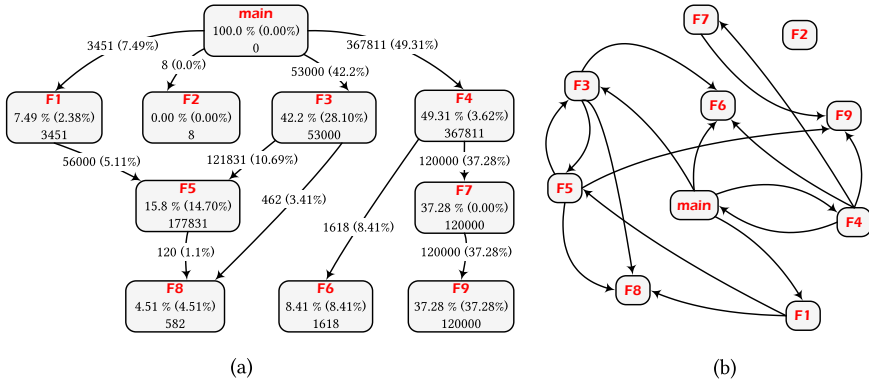 main
100.0 % (0.00%)
0
3451 (7.49%)
8 (0.0%)
53000 (42.2%)
367811 (49.31%)
F1
7.49 % (2.38%)
3451
F2
0.00 % (0.00%)
8
F3
42.2 % (28.10%)
53000
F4
49.31 % (3.62%)
367811
56000 (5.11%)
121831 (10.69%)
120000 (37.28%)
F5
15.8 % (14.70%)
177831
462 (3.41%)
1618 (8.41%)
F7
37.28 % (0.00%)
120000
120 (1.1%)
120000 (37.28%)
F8
4.51 % (4.51%)
582
F6
8.41 % (8.41%)
1618
F9
37.28 % (37.28%)
120000
(a)
F7
F2
F3
F6
F9
F5
main
F4
F8
F1
(b)